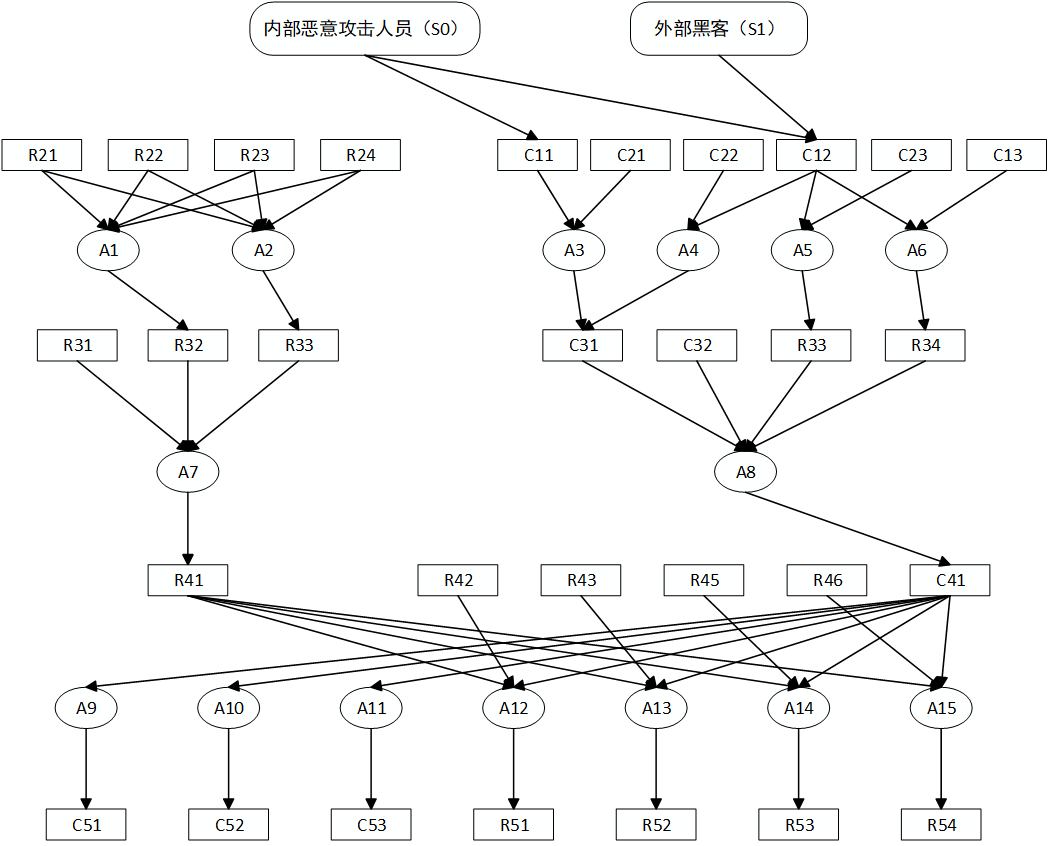 内部恶意攻击人员（S0）
外部黑客（S1）
R21
R22
R23
R24
C11
C21
C22
C12
C23
C13
A1
A2
A3
A4
A5
A6
R31
R32
R33
C31
C32
R33
R34
A7
A8
R41
R42
R43
R45
R46
C41
A9
A10
A11
A12
A13
A14
A15
C51
C52
C53
R51
R52
R53
R54